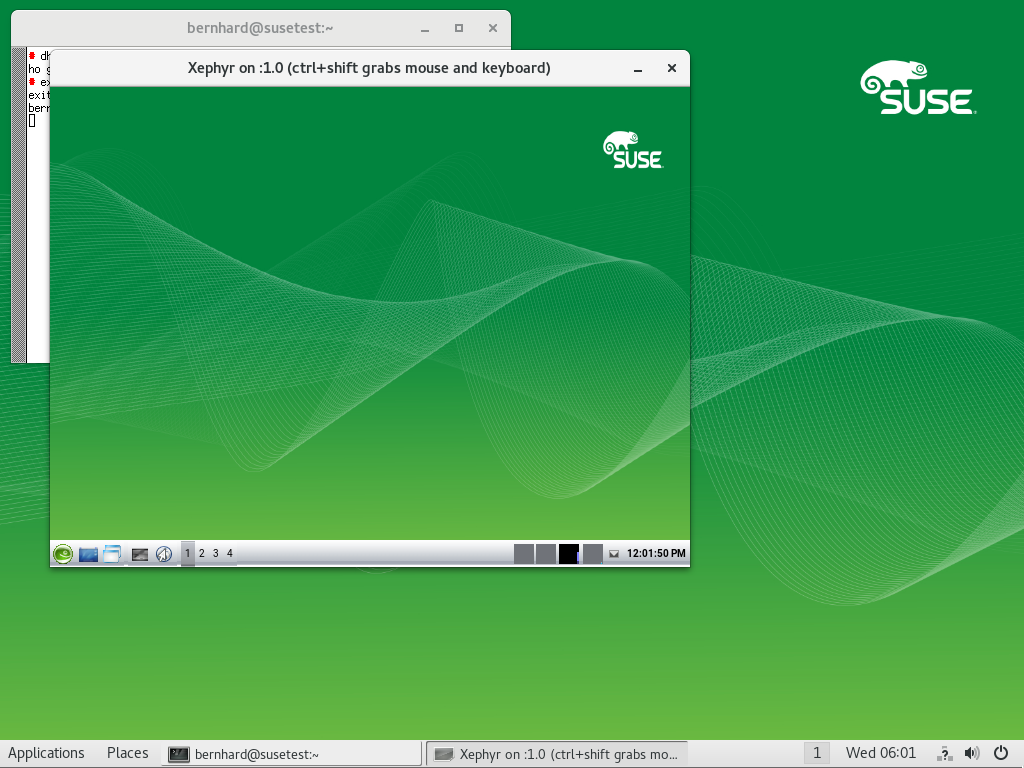 bernhard@susetest:~
dh
ho g
ex
exit
bern
Xephyr on :1.0 (ctrl+shift grabs mouse and keyboard)
SUSE
SUSE
1 2 3 4 12:01:50 PM
Applications Places bernhard@susetest:~ Xephyr on :1.0 (ctrl+shift grabs mo... 1 Wed 06:01